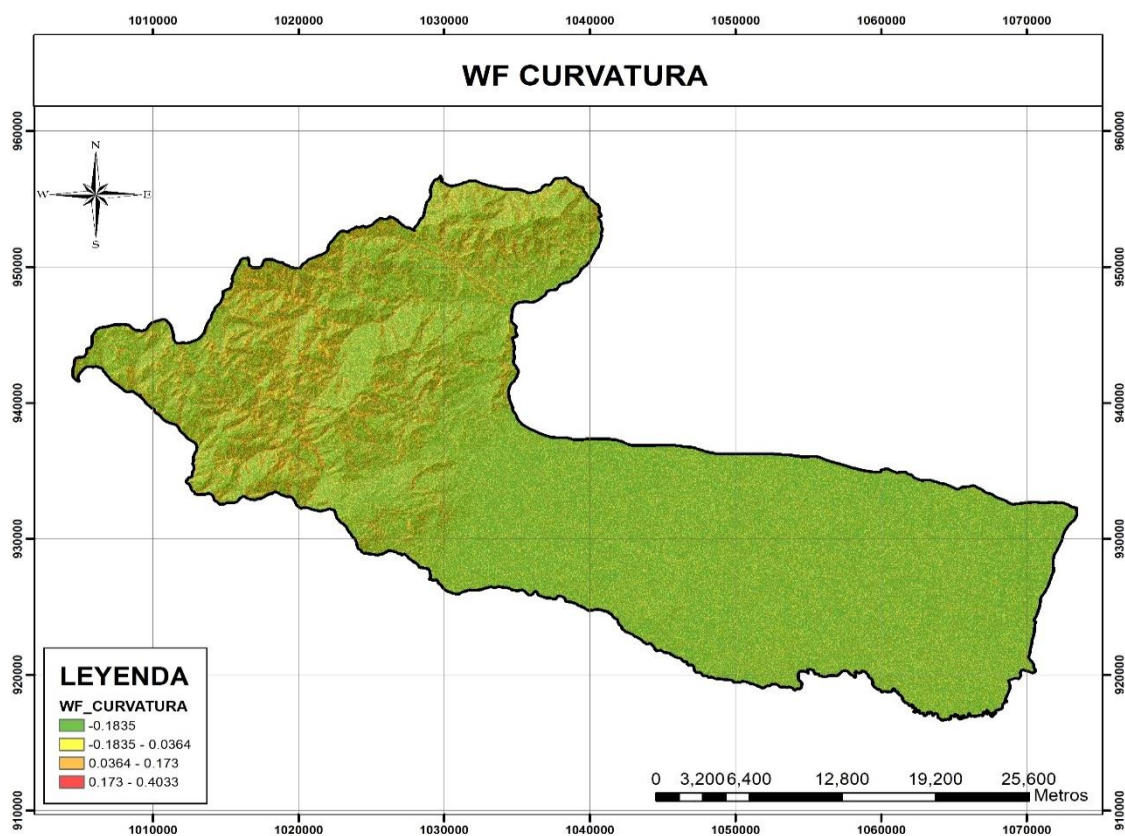 1010000 1020000 1030000 1040000 1050000 1060000 1070000
WF CURVATURA
960000 960000
N
W E
S
950000 950000
940000 940000
930000 930000
920000 920000
910000 910000
LEYENDA
WF_CURVATURA
-0.1835
-0.1835 - 0.0364
0.0364 - 0.173
0.173 - 0.4033
0 3,200 6,400 12,800 19,200 25,600
Metros
1010000 1020000 1030000 1040000 1050000 1060000 1070000